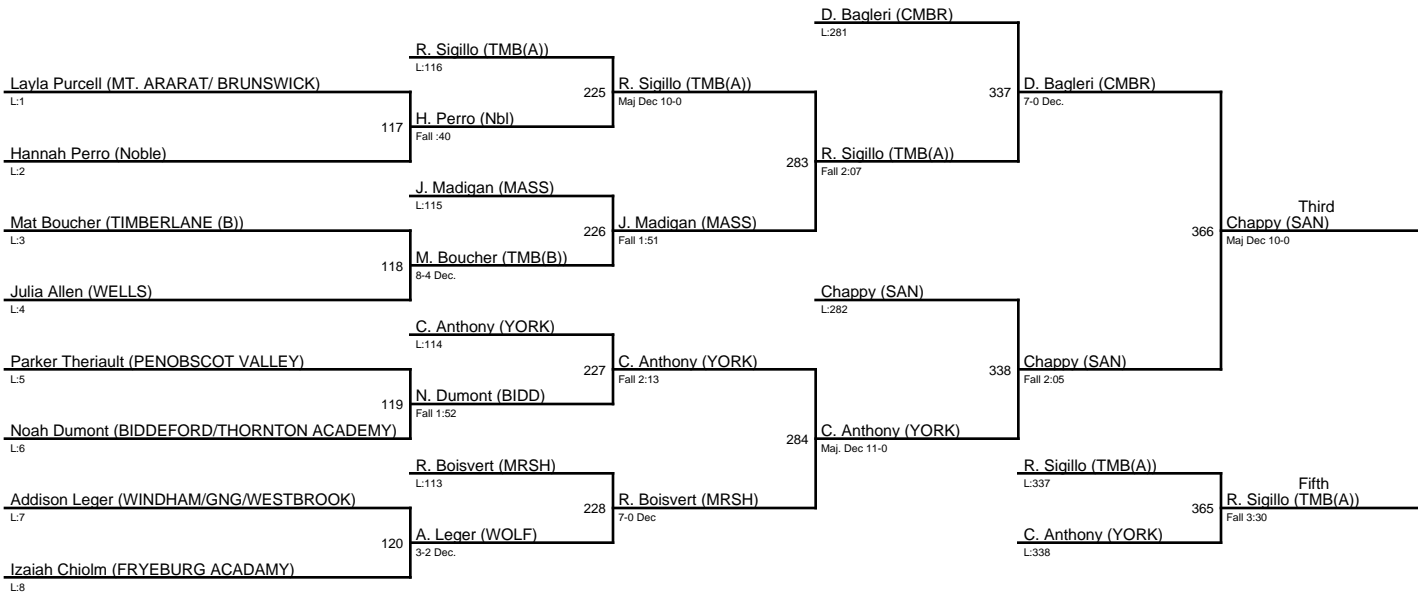 D. Bagleri (CMBR)
L:281
R. Sigillo (TMB(A))
L:116
Layla Purcell (MT. ARARAT/ BRUNSWICK)
L:1
225
R. Sigillo (TMB(A))
Maj Dec 10-0
337
D. Bagleri (CMBR)
7-0 Dec.
117
H. Perro (Nbl)
Fall :40
Hannah Perro (Noble)
L:2
283
R. Sigillo (TMB(A))
Fall 2:07
J. Madigan (MASS)
L:115
Mat Boucher (TIMBERLANE (B))
L:3
226
J. Madigan (MASS)
Fall 1:51
366
Third
Chappy (SAN)
Maj Dec 10-0
118
M. Boucher (TMB(B))
8-4 Dec.
Julia Allen (WELLS)
L:4
Chappy (SAN)
L:282
C. Anthony (YORK)
L:114
Parker Theriault (PENOBSCOT VALLEY)
L:5
227
C. Anthony (YORK)
Fall 2:13
338
Chappy (SAN)
Fall 2:05
119
N. Dumont (BIDD)
Fall 1:52
Noah Dumont (BIDDEFORD/THORNTON ACADEMY)
L:6
284
C. Anthony (YORK)
Maj. Dec 11-0
R. Boisvert (MRSH)
L:113
R. Sigillo (TMB(A))
L:337
Addison Leger (WINDHAM/GNG/WESTBROOK)
L:7
228
R. Boisvert (MRSH)
7-0 Dec
365
Fifth
R. Sigillo (TMB(A))
Fall 3:30
120
A. Leger (WOLF)
3-2 Dec.
C. Anthony (YORK)
L:338
Izaiah Chiolm (FRYEBURG ACADAMY)
L:8